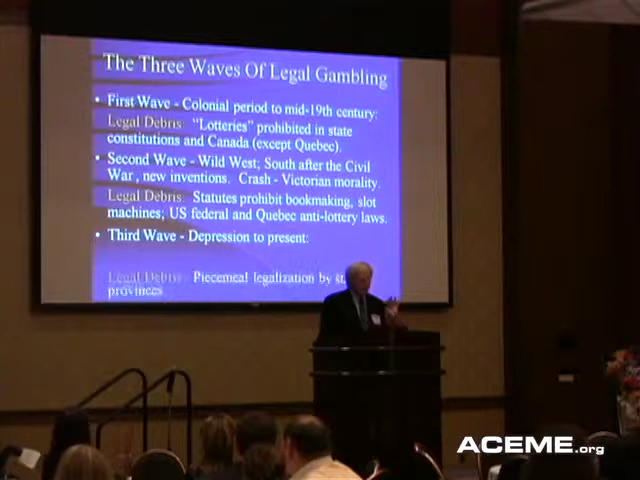 The Three Waves Of Legal Gambling
• First Wave - Colonial period to mid-19th century:
Legal Debris: "Lotteries" prohibited in state
constitutions and Canada (except Quebec).
• Second Wave - Wild West; South after the Civil
War, new inventions. Crash - Victorian morality.
Legal Debris: Statutes prohibit bookmaking, slot
machines; US federal and Quebec anti-lottery laws.
• Third Wave - Depression to present:
Legal Debris: Piecemeal legalization by
provinces
ACEME.org